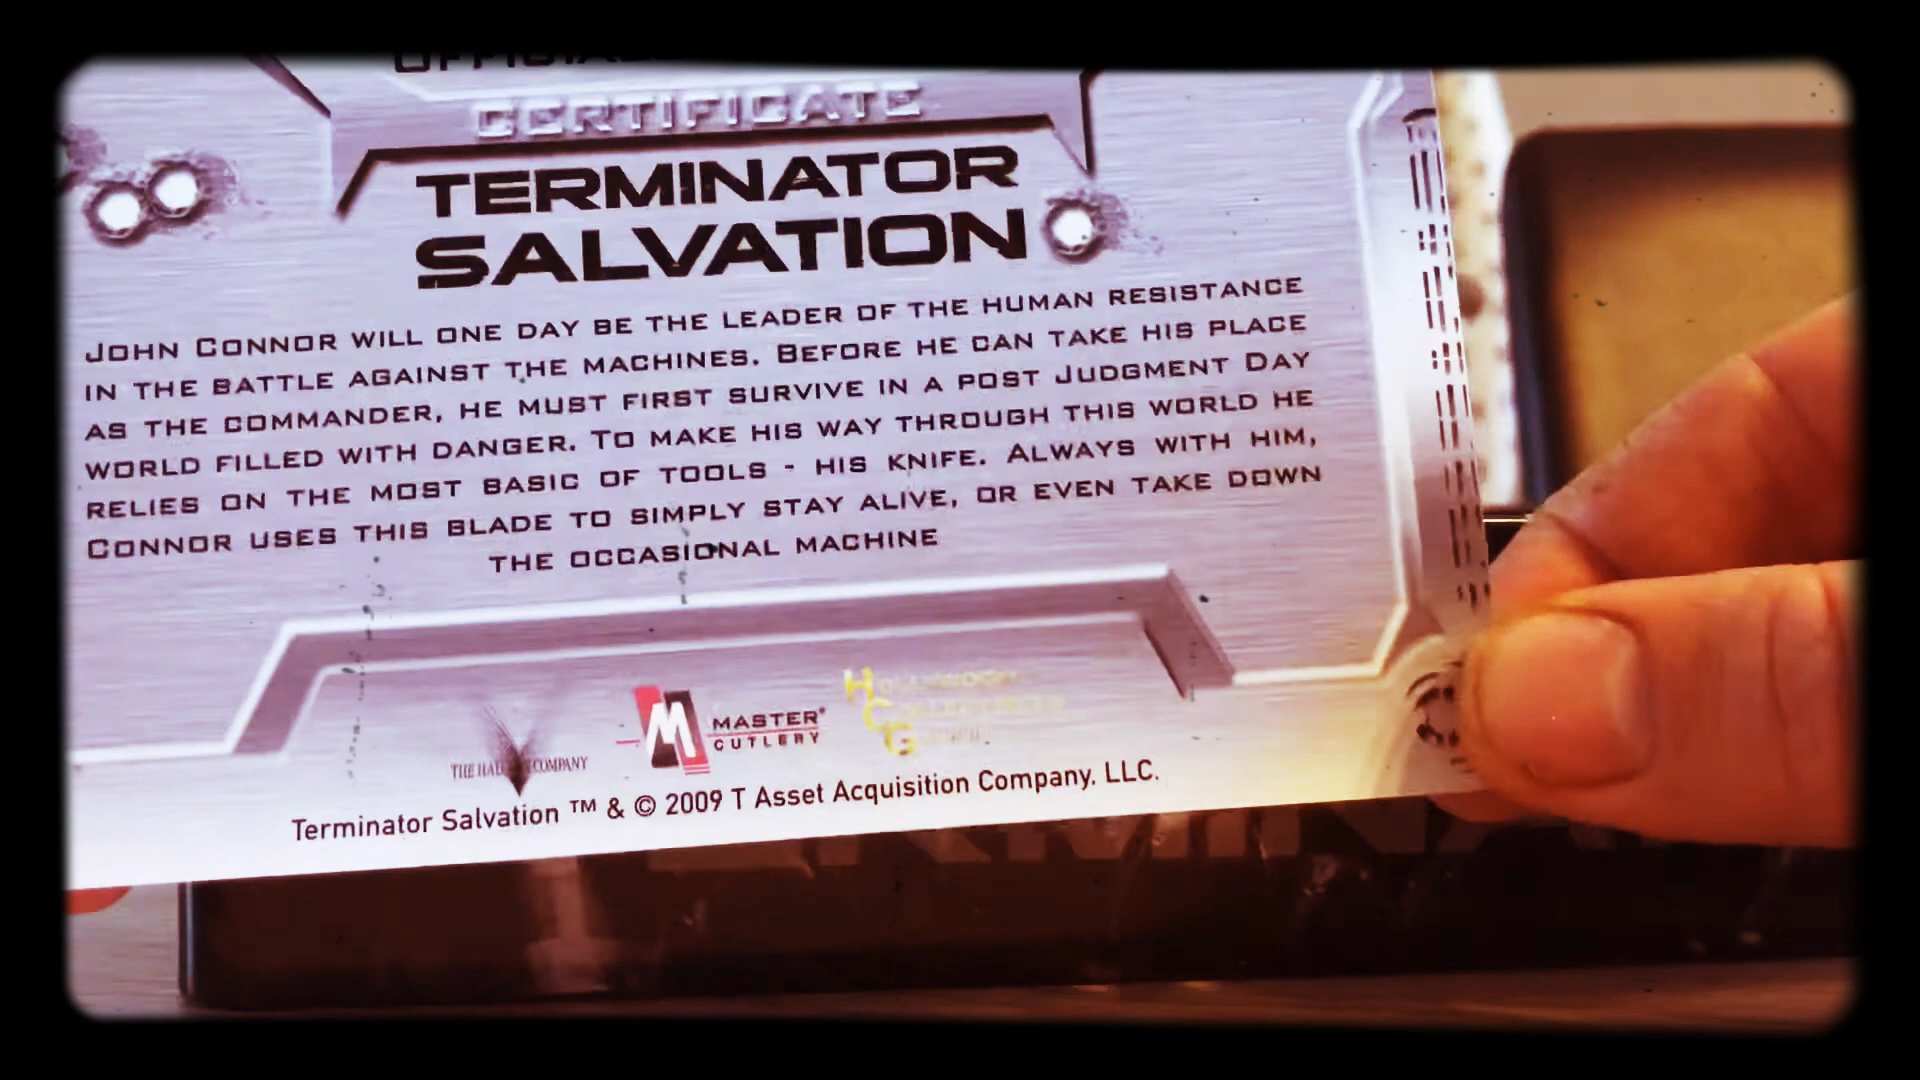 CERTIFICATE
TERMINATOR
SALVATION
JOHN CONNOR WILL ONE DAY BE THE LEADER OF THE HUMAN RESISTANCE
IN THE BATTLE AGAINST THE MACHINES. BEFORE HE CAN TAKE HIS PLACE
AS THE COMMANDER, HE MUST FIRST SURVIVE IN A POST JUDGMENT DAY
WORLD FILLED WITH DANGER. TO MAKE HIS WAY THROUGH THIS WORLD HE
RELIES ON THE MOST BASIC OF TOOLS - HIS KNIFE. ALWAYS WITH HIM,
CONNOR USES THIS BLADE TO SIMPLY STAY ALIVE, OR EVEN TAKE DOWN
THE OCCASIONAL MACHINE
THE COMPANY
MASTER®
CUTLERY
HOLLYWOOD
COLLECTIBLES
GROUP
Terminator Salvation ™ & © 2009 T Asset Acquisition Company, LLC.